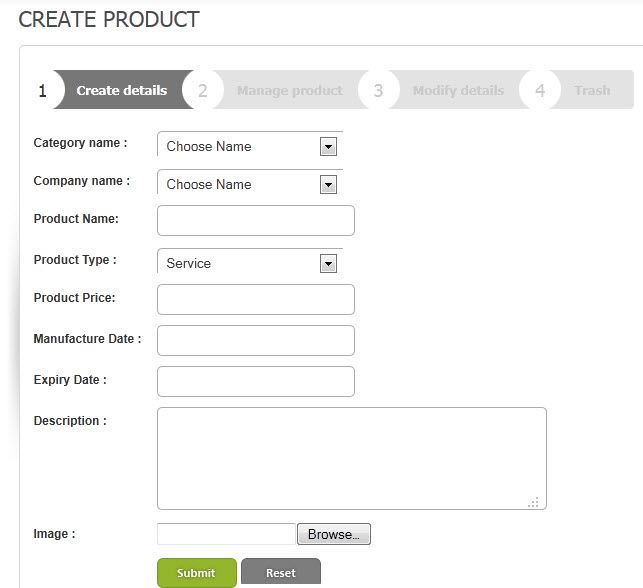 CREATE PRODUCT
1 Create details 2 Manage product 3 Modify details 4 Trash
Category name : Choose Name
Company name : Choose Name
Product Name:
Product Type : Service
Product Price:
Manufacture Date :
Expiry Date :
Description :
Image : Browse...
Submit Reset